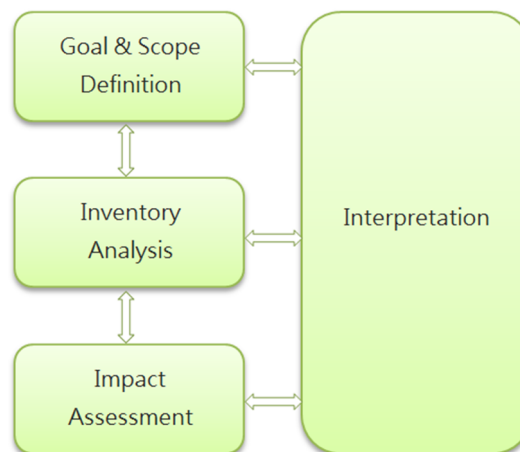 Goal & Scope
Definition
Inventory
Analysis
Interpretation
Impact
Assessment